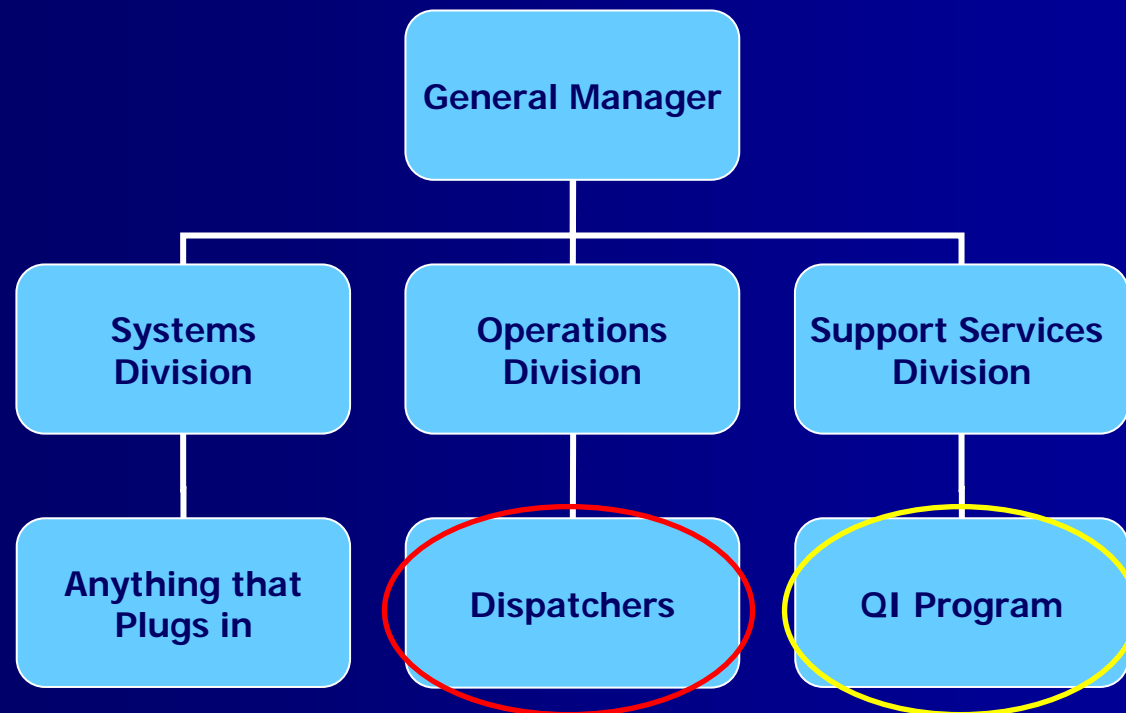 General Manager
Systems
Division
Operations
Division
Support Services
Division
Anything that
Plugs in
Dispatchers
QI Program